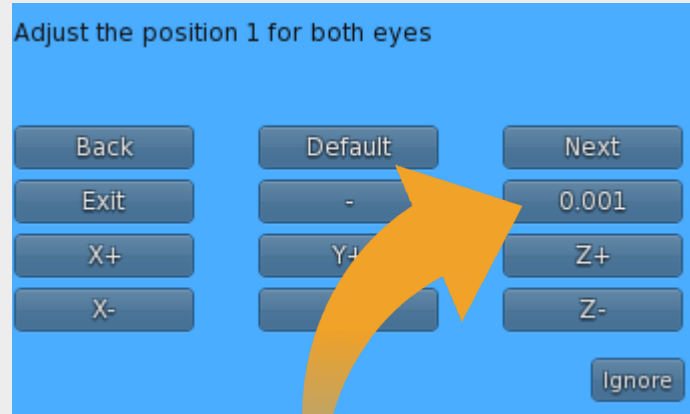 Adjust the position 1 for both eyes
Back Default Next
Exit - 0.001
X+ Y+ Z+
X- Z-
Ignore